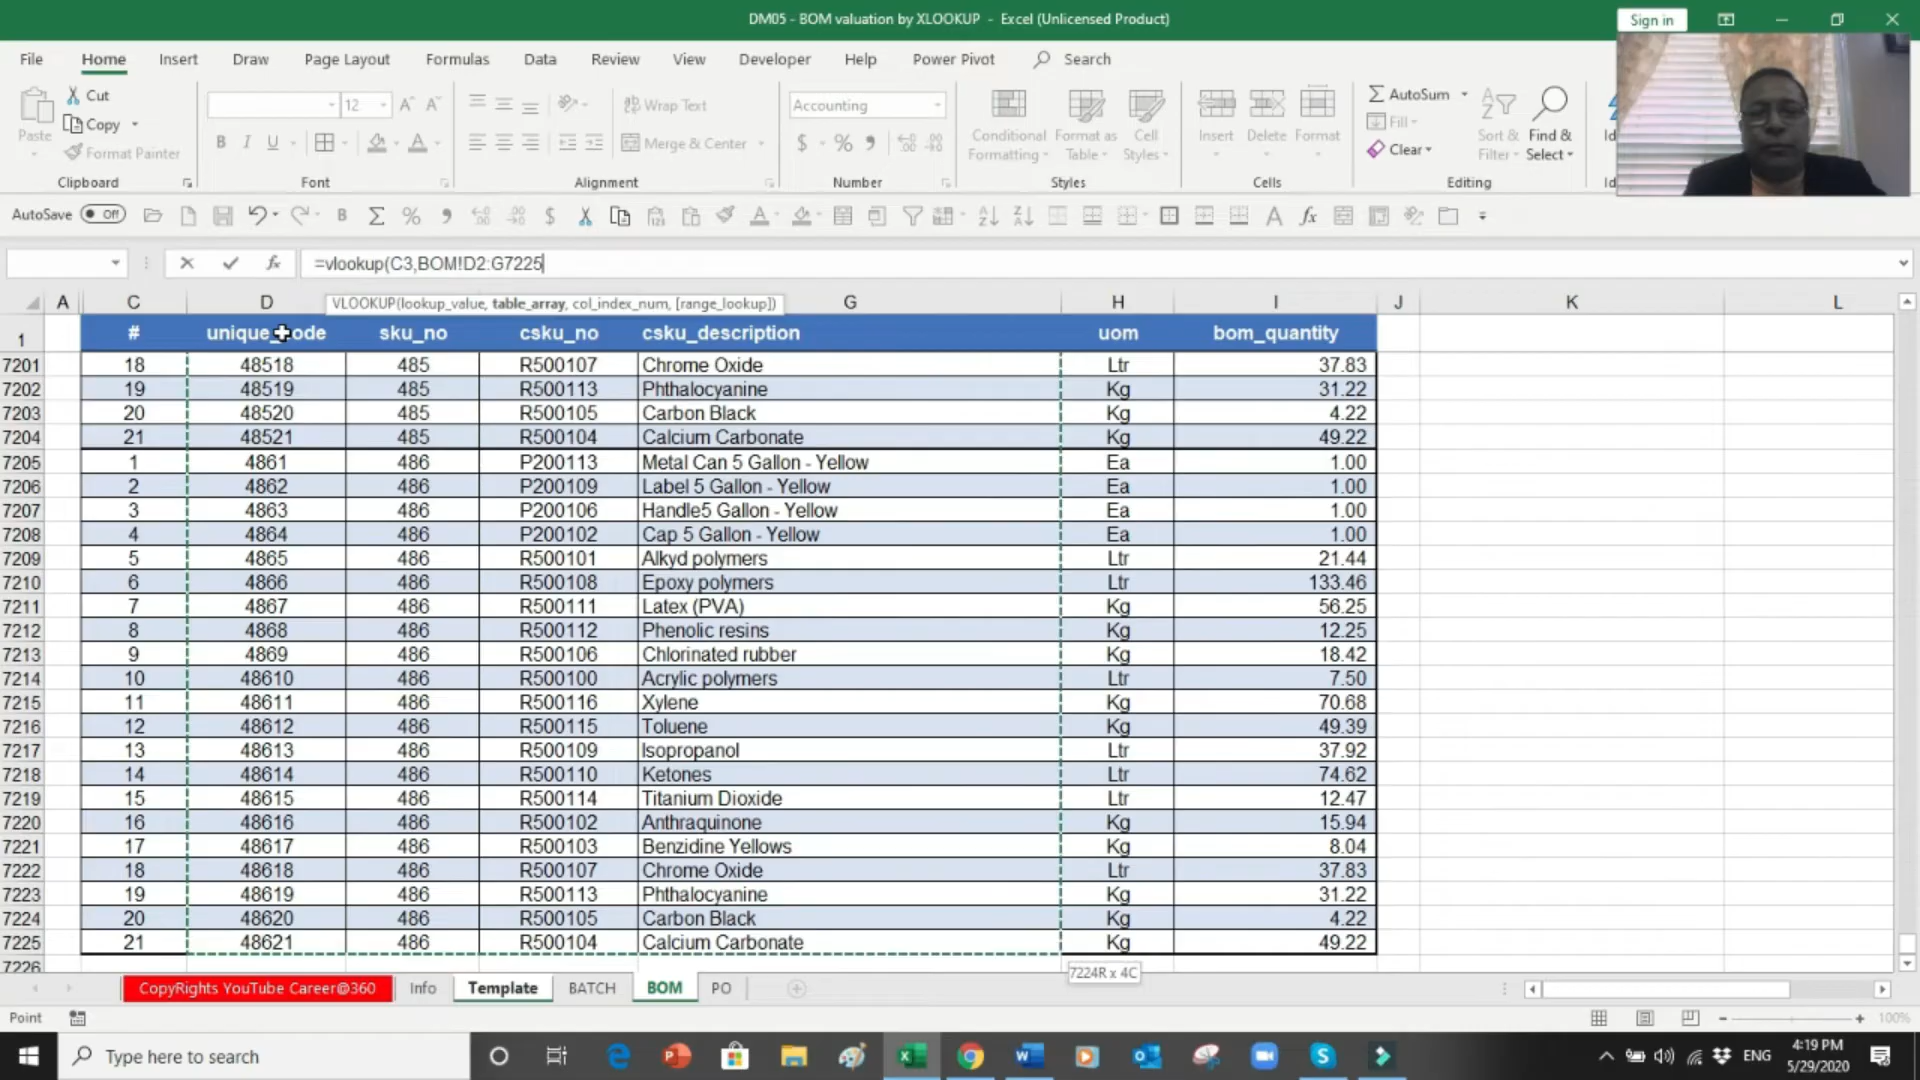 DM05 - BOM valuation by XLOOKUP - Excel (Unlicensed Product)
Sign in
File Home Insert Draw Page Layout Formulas Data Review View Developer Help Power Pivot Search
Paste
Cut
Copy
Format Painter
Clipboard
12
Font
Wrap Text
Merge & Center
Alignment
Accounting
Number
Conditional Formatting
Format as Table
Cell Styles
Styles
Insert Delete Format
Cells
AutoSum
Fill
Clear
Sort & Filter
Find & Select
Editing
Id
Id
AutoSave Off
=vlookup(C3,BOM!D2:G7225
VLOOKUP(lookup_value, table_array, col_index_num, [range_lookup])
A C D G H I J K L
1 # sku_no csku_no csku_description uom bom_quantity
7201 18 48518 485 R500107 Chrome Oxide Ltr 37.83
7202 19 48519 485 R500113 Phthalocyanine Kg 31.22
7203 20 48520 485 R500105 Carbon Black Kg 4.22
7204 21 48521 485 R500104 Calcium Carbonate Kg 49.22
7205 1 4861 486 P200113 Metal Can 5 Gallon - Yellow Ea 1.00
7206 2 4862 486 P200109 Label 5 Gallon - Yellow Ea 1.00
7207 3 4863 486 P200106 Handle5 Gallon - Yellow Ea 1.00
7208 4 4864 486 P200102 Cap 5 Gallon - Yellow Ea 1.00
7209 5 4865 486 R500101 Alkyd polymers Ltr 21.44
7210 6 4866 486 R500108 Epoxy polymers Ltr 133.46
7211 7 4867 486 R500111 Latex (PVA) Kg 56.25
7212 8 4868 486 R500112 Phenolic resins Kg 12.25
7213 9 4869 486 R500106 Chlorinated rubber Kg 18.42
7214 10 48610 486 R500100 Acrylic polymers Ltr 7.50
7215 11 48611 486 R500116 Xylene Kg 70.68
7216 12 48612 486 R500115 Toluene Kg 49.39
7217 13 48613 486 R500109 Isopropanol Ltr 37.92
7218 14 48614 486 R500110 Ketones Ltr 74.62
7219 15 48615 486 R500114 Titanium Dioxide Ltr 12.47
7220 16 48616 486 R500102 Anthraquinone Kg 15.94
7221 17 48617 486 R500103 Benzidine Yellows Kg 8.04
7222 18 48618 486 R500107 Chrome Oxide Ltr 37.83
7223 19 48619 486 R500113 Phthalocyanine Kg 31.22
7224 20 48620 486 R500105 Carbon Black Kg 4.22
7225 21 48621 486 R500104 Calcium Carbonate Kg 49.22
7226
7224R x 4C
CopyRights YouTube Career@360 Info Template BATCH BOM PO
Point
100%
Type here to search
ENG
4:19 PM
5/29/2020